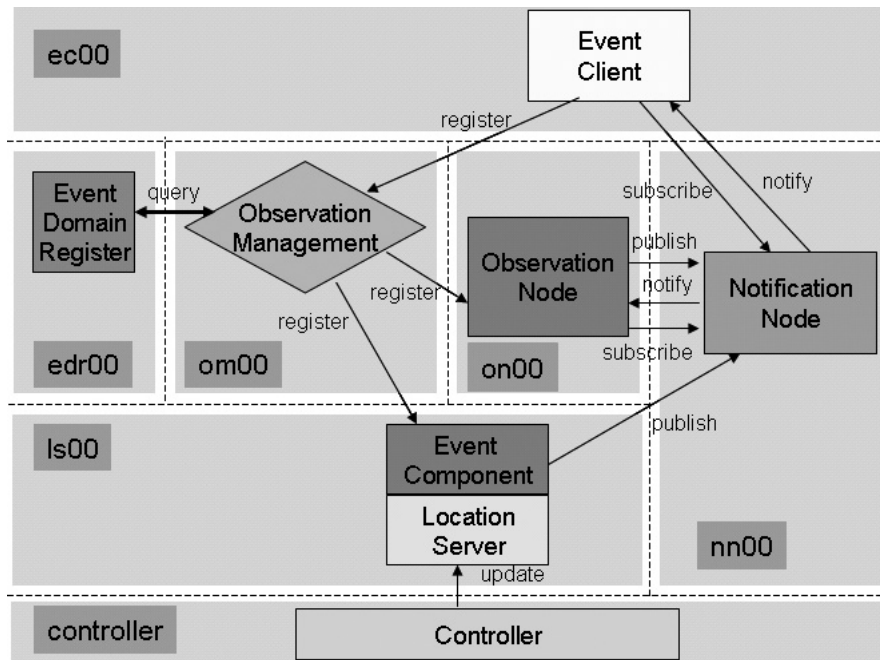 ec00
Event
Client
register
Event
Domain
Register
query
Observation
Management
subscribe
notify
Observation
Node
publish
notify
subscribe
Notification
Node
register
register
edr00
om00
on00
ls00
Event
Component
publish
Location
Server
nn00
update
controller
Controller